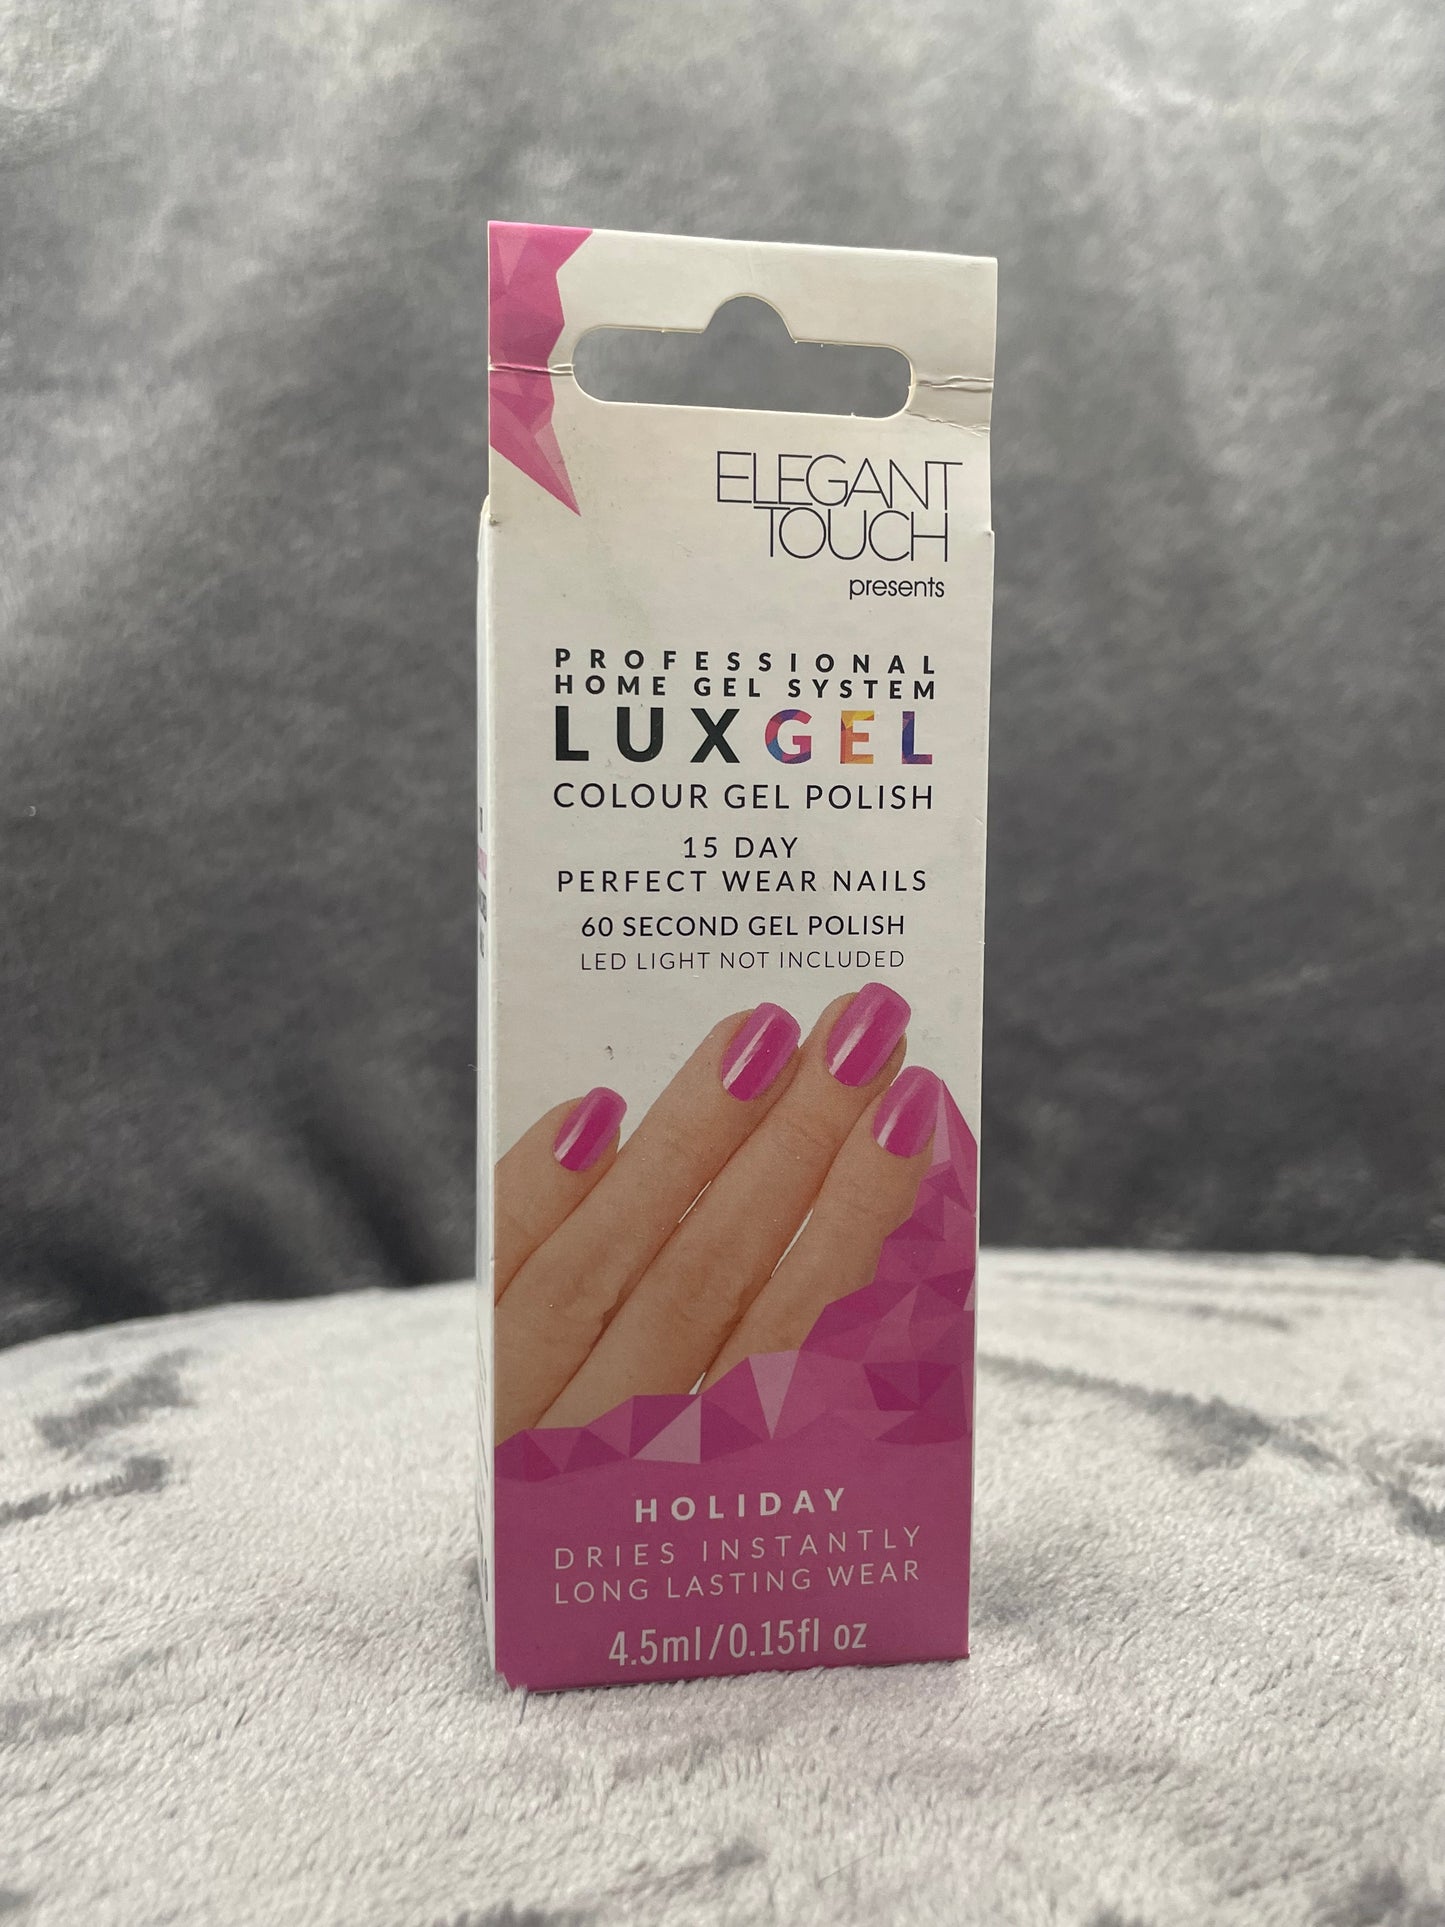 ELEGANT
TOUCH
presents
PROFESSIONAL
HOME GEL SYSTEM
LUXGEL
COLOUR GEL POLISH
15 DAY
PERFECT WEAR NAILS
60 SECOND GEL POLISH
LED LIGHT NOT INCLUDED
HOLIDAY
DRIES INSTANTLY
LONG LASTING WEAR
4.5ml/0.15fl oz